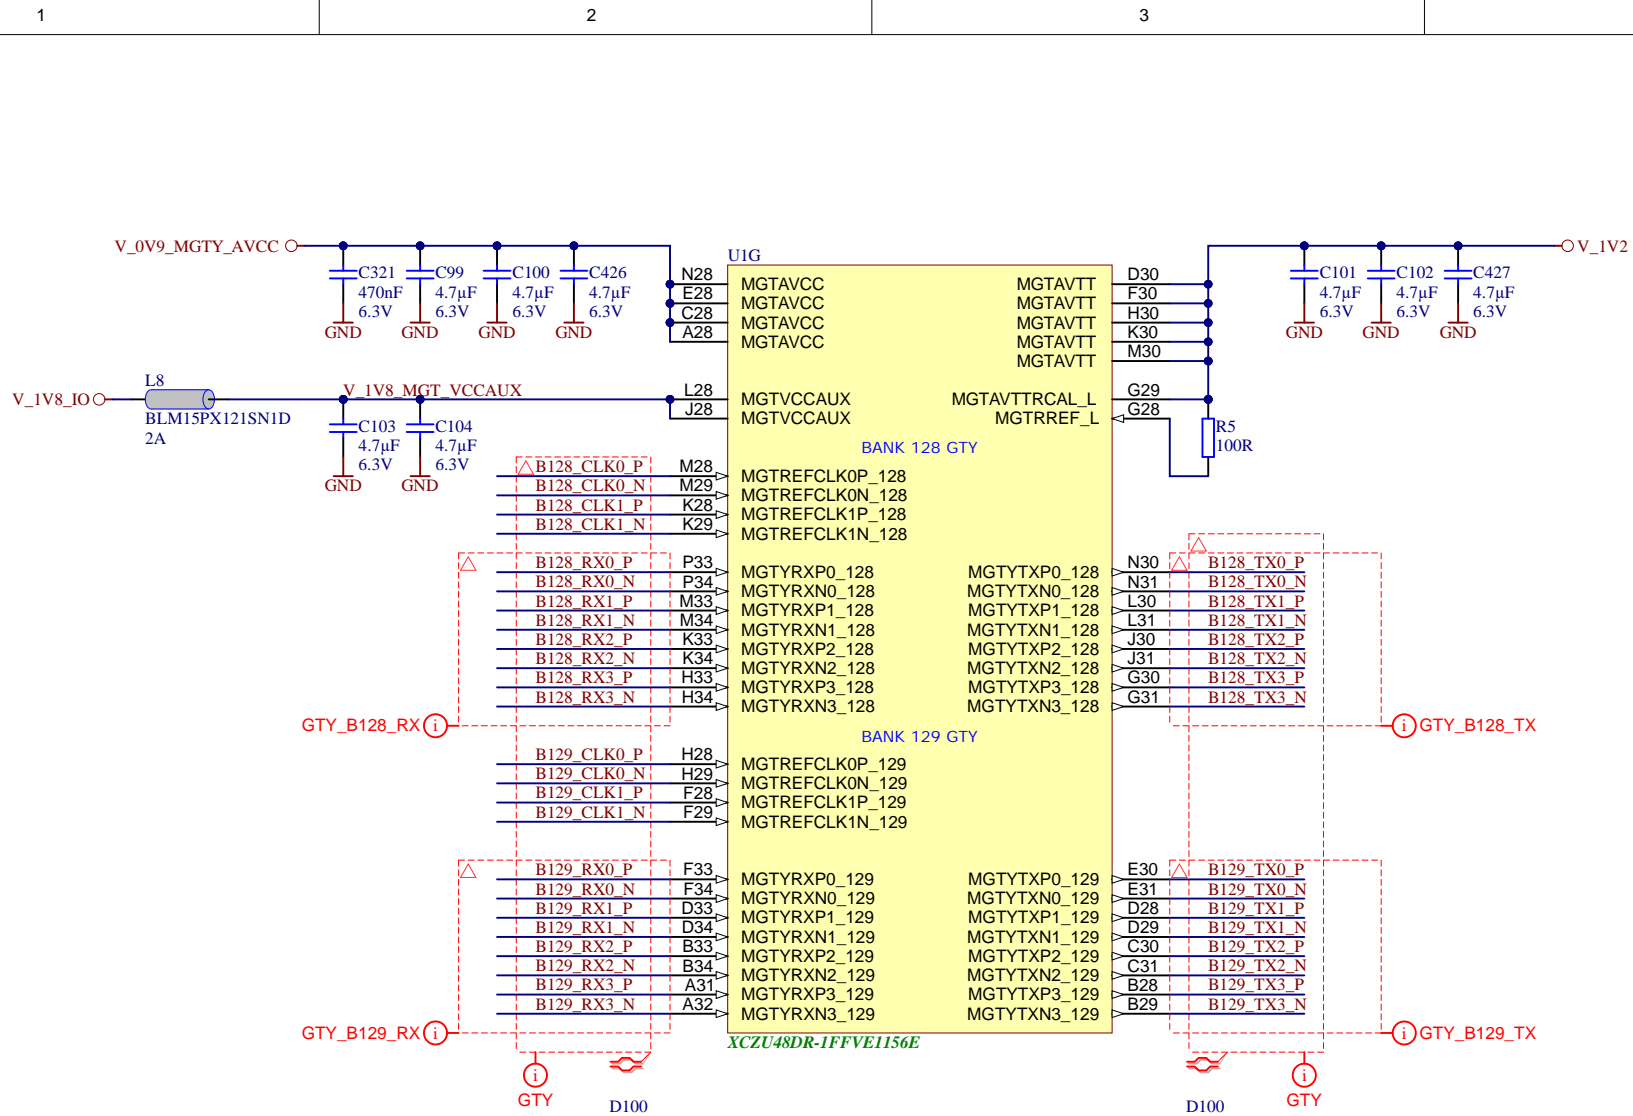 1 2 3
V_0V9_MGTY_AVCC
V_1V2
U1G
C321 470nF 6.3V GND
C99 4.7µF 6.3V GND
C100 4.7µF 6.3V GND
C426 4.7µF 6.3V GND
C101 4.7µF 6.3V GND
C102 4.7µF 6.3V GND
C427 4.7µF 6.3V GND
N28 MGTAVCC MGTAVTT D30
E28 MGTAVCC MGTAVTT F30
C28 MGTAVCC MGTAVTT H30
A28 MGTAVCC MGTAVTT K30
MGTAVTT M30
V_1V8_IO
L8
BLM15PX121SN1D
2A
V_1V8_MGT_VCCAUX
C103 4.7µF 6.3V GND
C104 4.7µF 6.3V GND
L28 MGTVCCAUX MGTAVTTRCAL_L G29
J28 MGTVCCAUX MGTRREF_L G28
R5
100R
BANK 128 GTY
B128_CLK0_P M28 MGTREFCLK0P_128
B128_CLK0_N M29 MGTREFCLK0N_128
B128_CLK1_P K28 MGTREFCLK1P_128
B128_CLK1_N K29 MGTREFCLK1N_128
B128_RX0_P P33 MGTYRXP0_128 MGTYTXP0_128 N30 B128_TX0_P
B128_RX0_N P34 MGTYRXN0_128 MGTYTXN0_128 N31 B128_TX0_N
B128_RX1_P M33 MGTYRXP1_128 MGTYTXP1_128 L30 B128_TX1_P
B128_RX1_N M34 MGTYRXN1_128 MGTYTXN1_128 L31 B128_TX1_N
B128_RX2_P K33 MGTYRXP2_128 MGTYTXP2_128 J30 B128_TX2_P
B128_RX2_N K34 MGTYRXN2_128 MGTYTXN2_128 J31 B128_TX2_N
B128_RX3_P H33 MGTYRXP3_128 MGTYTXP3_128 G30 B128_TX3_P
B128_RX3_N H34 MGTYRXN3_128 MGTYTXN3_128 G31 B128_TX3_N
GTY_B128_RX i
i GTY_B128_TX
BANK 129 GTY
B129_CLK0_P H28 MGTREFCLK0P_129
B129_CLK0_N H29 MGTREFCLK0N_129
B129_CLK1_P F28 MGTREFCLK1P_129
B129_CLK1_N F29 MGTREFCLK1N_129
B129_RX0_P F33 MGTYRXP0_129 MGTYTXP0_129 E30 B129_TX0_P
B129_RX0_N F34 MGTYRXN0_129 MGTYTXN0_129 E31 B129_TX0_N
B129_RX1_P D33 MGTYRXP1_129 MGTYTXP1_129 D28 B129_TX1_P
B129_RX1_N D34 MGTYRXN1_129 MGTYTXN1_129 D29 B129_TX1_N
B129_RX2_P B33 MGTYRXP2_129 MGTYTXP2_129 C30 B129_TX2_P
B129_RX2_N B34 MGTYRXN2_129 MGTYTXN2_129 C31 B129_TX2_N
B129_RX3_P A31 MGTYRXP3_129 MGTYTXP3_129 B28 B129_TX3_P
B129_RX3_N A32 MGTYRXN3_129 MGTYTXN3_129 B29 B129_TX3_N
GTY_B129_RX i
i GTY_B129_TX
XCZU48DR-1FFVE1156E
i i
GTY GTY
D100 D100